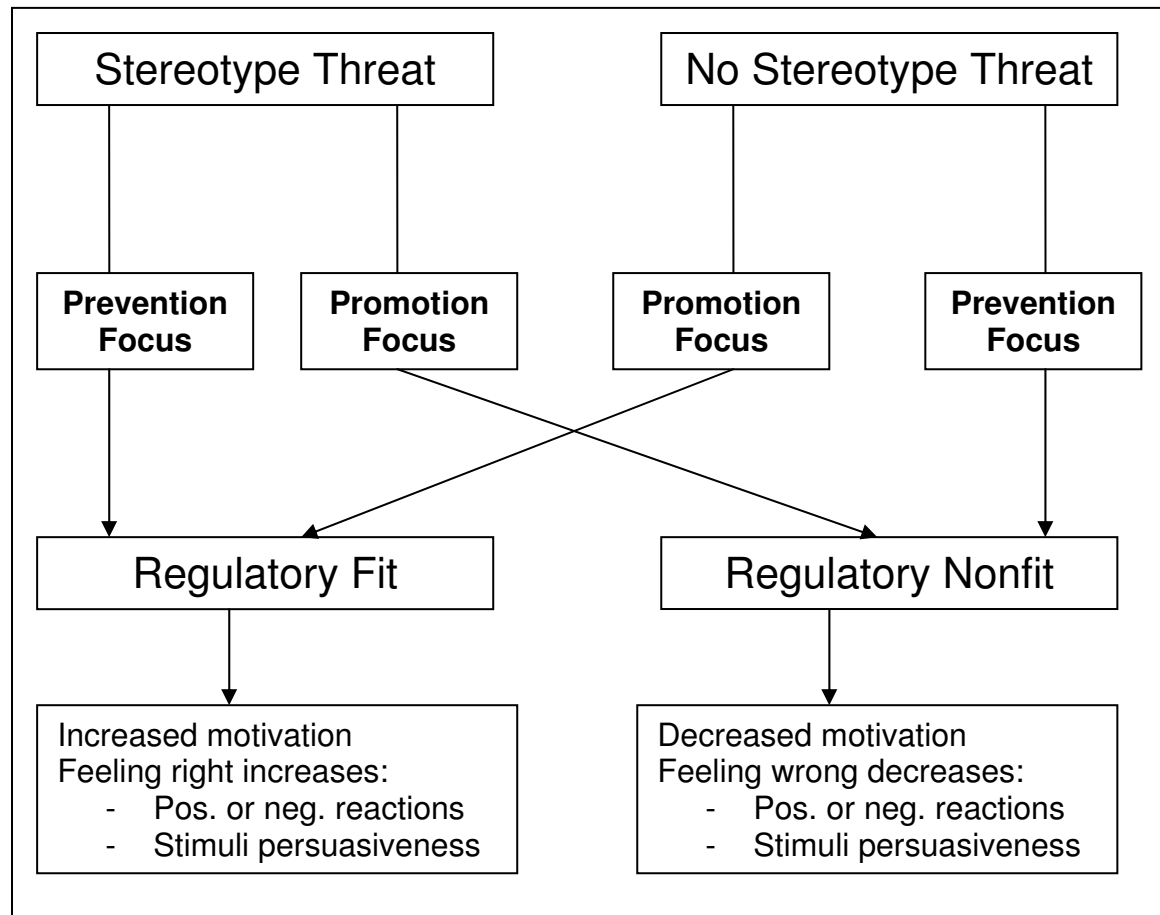 Stereotype Threat
No Stereotype Threat
Prevention
Focus
Promotion
Focus
Promotion
Focus
Prevention
Focus
Regulatory Fit
Regulatory Nonfit
Increased motivation
Feeling right increases:
- Pos. or neg. reactions
- Stimuli persuasiveness
Decreased motivation
Feeling wrong decreases:
- Pos. or neg. reactions
- Stimuli persuasiveness